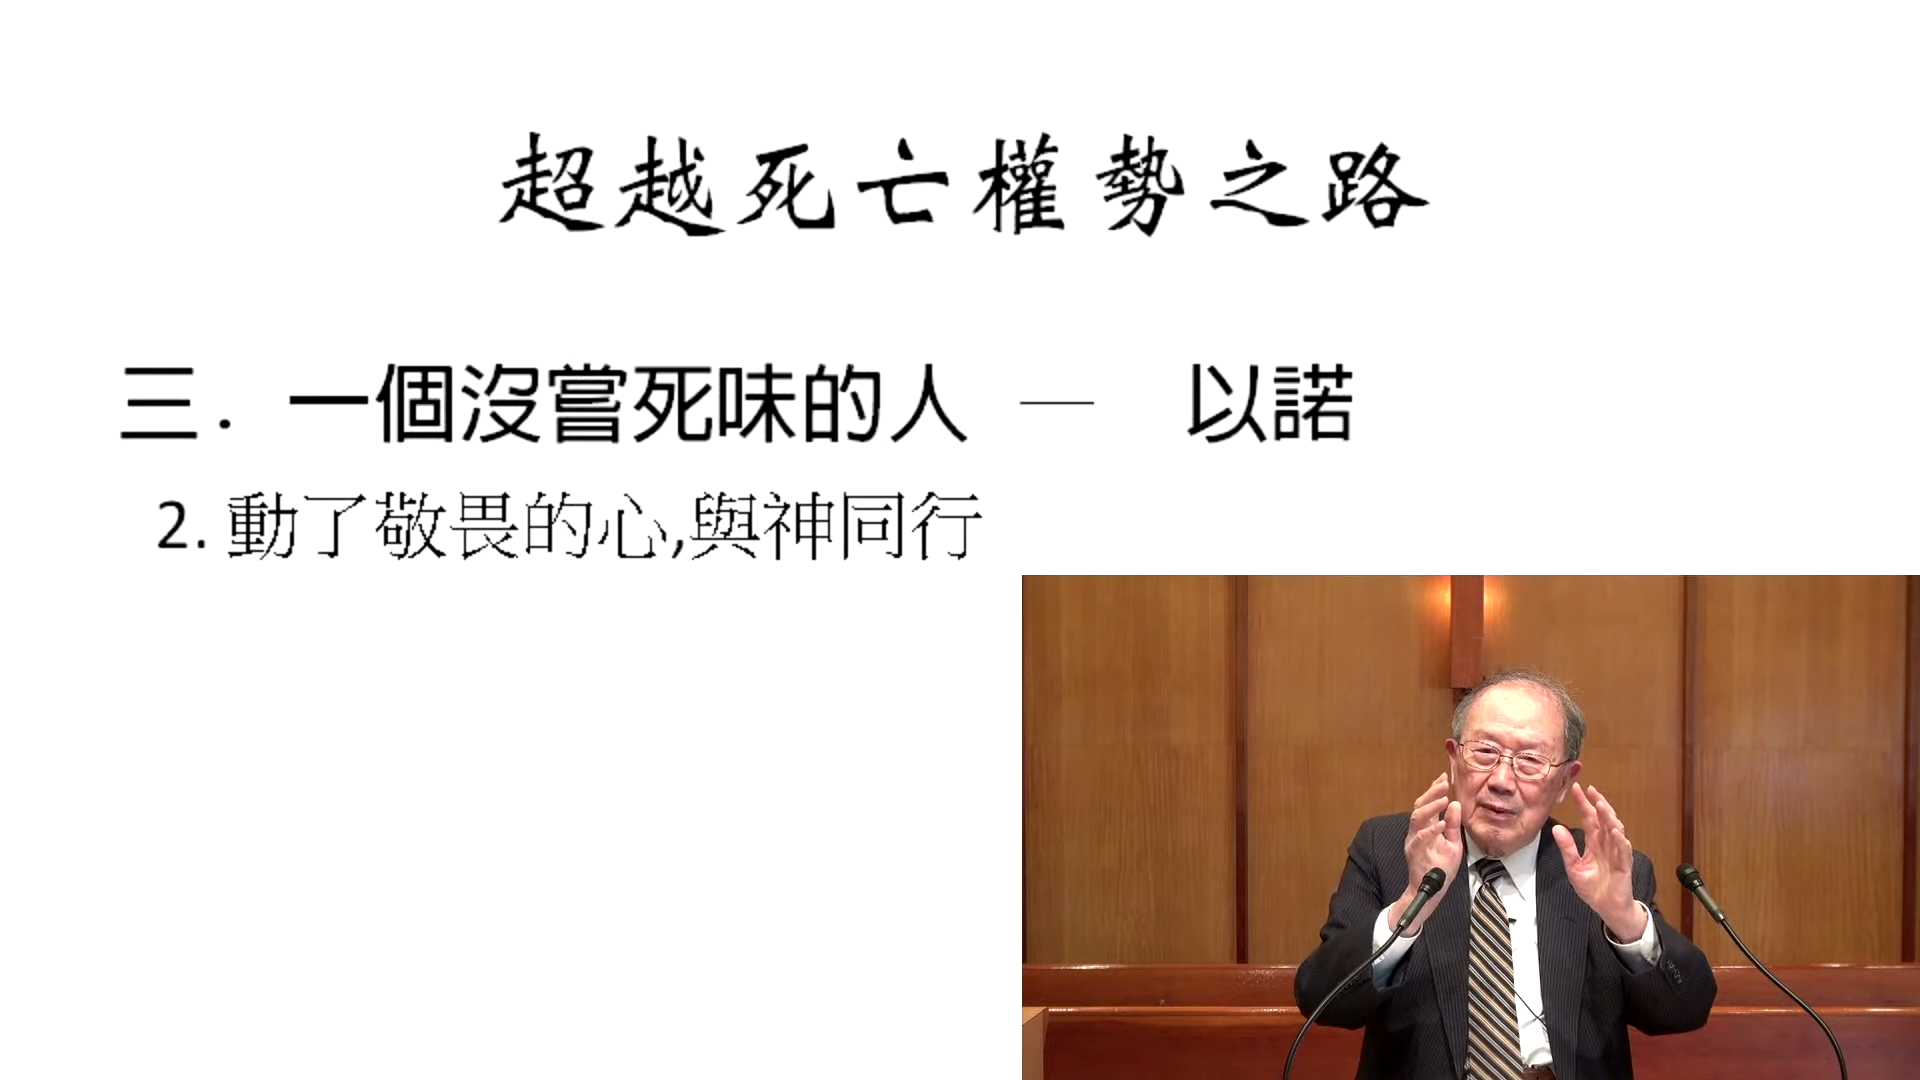 超越死亡權勢之路
三．一個沒嘗死味的人 — 以諾
2. 動了敬畏的心,與神同行